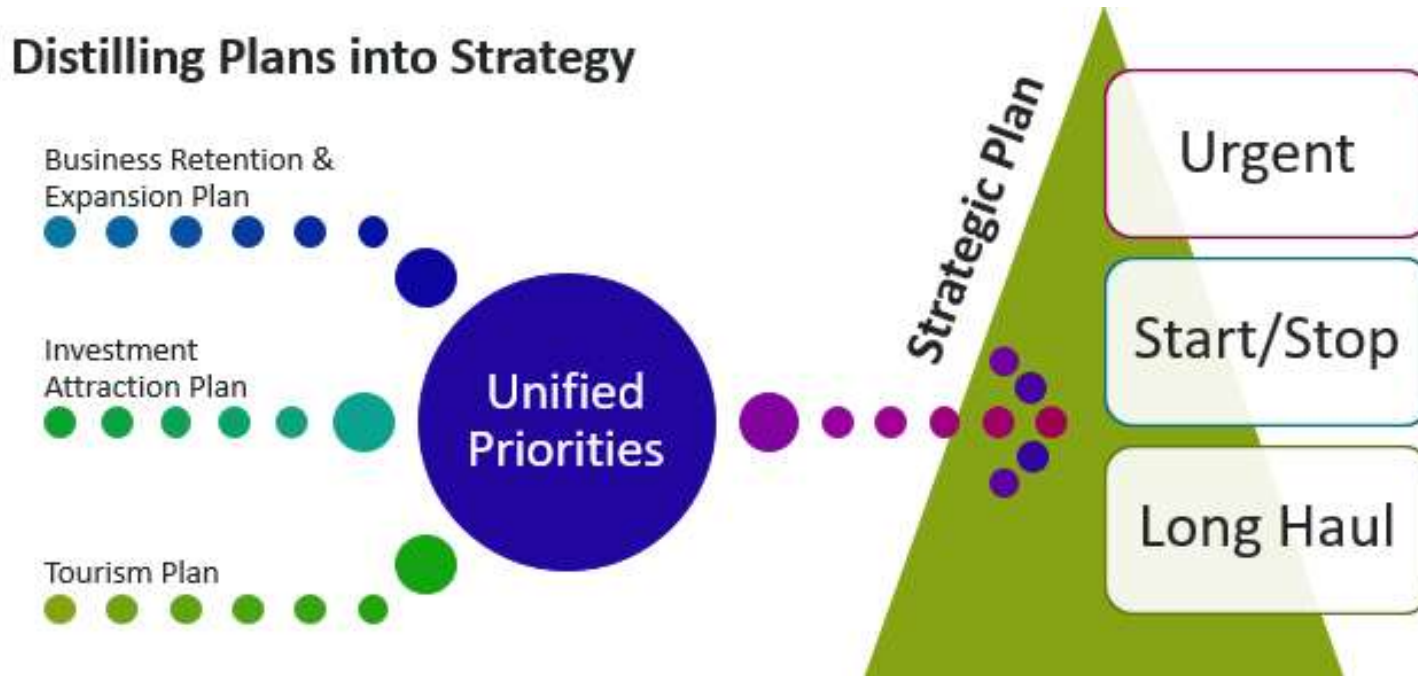 Distilling Plans into Strategy
Business Retention &
Expansion Plan
Investment
Attraction Plan
Tourism Plan
Unified
Priorities
Strategic Plan
Urgent
Start/Stop
Long Haul